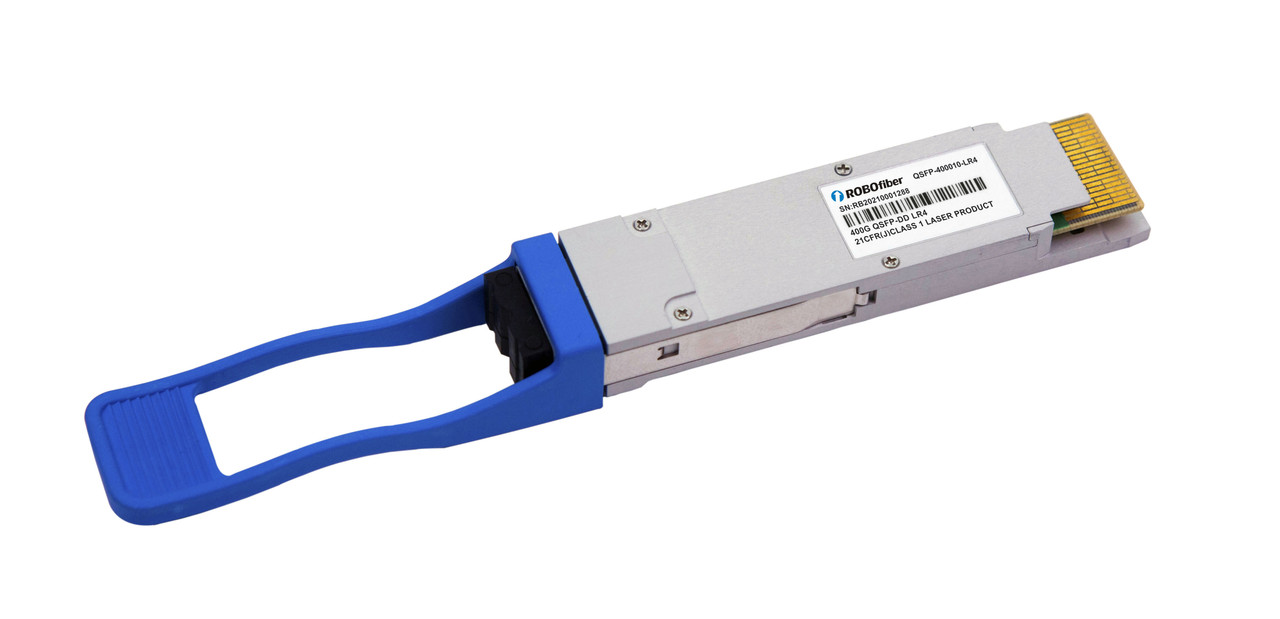 ROBOfiber QSFP-400010-LR4
SN:RB20210001288
400G QSFP-DD LR4
21CFR(J)CLASS 1 LASER PRODUCT